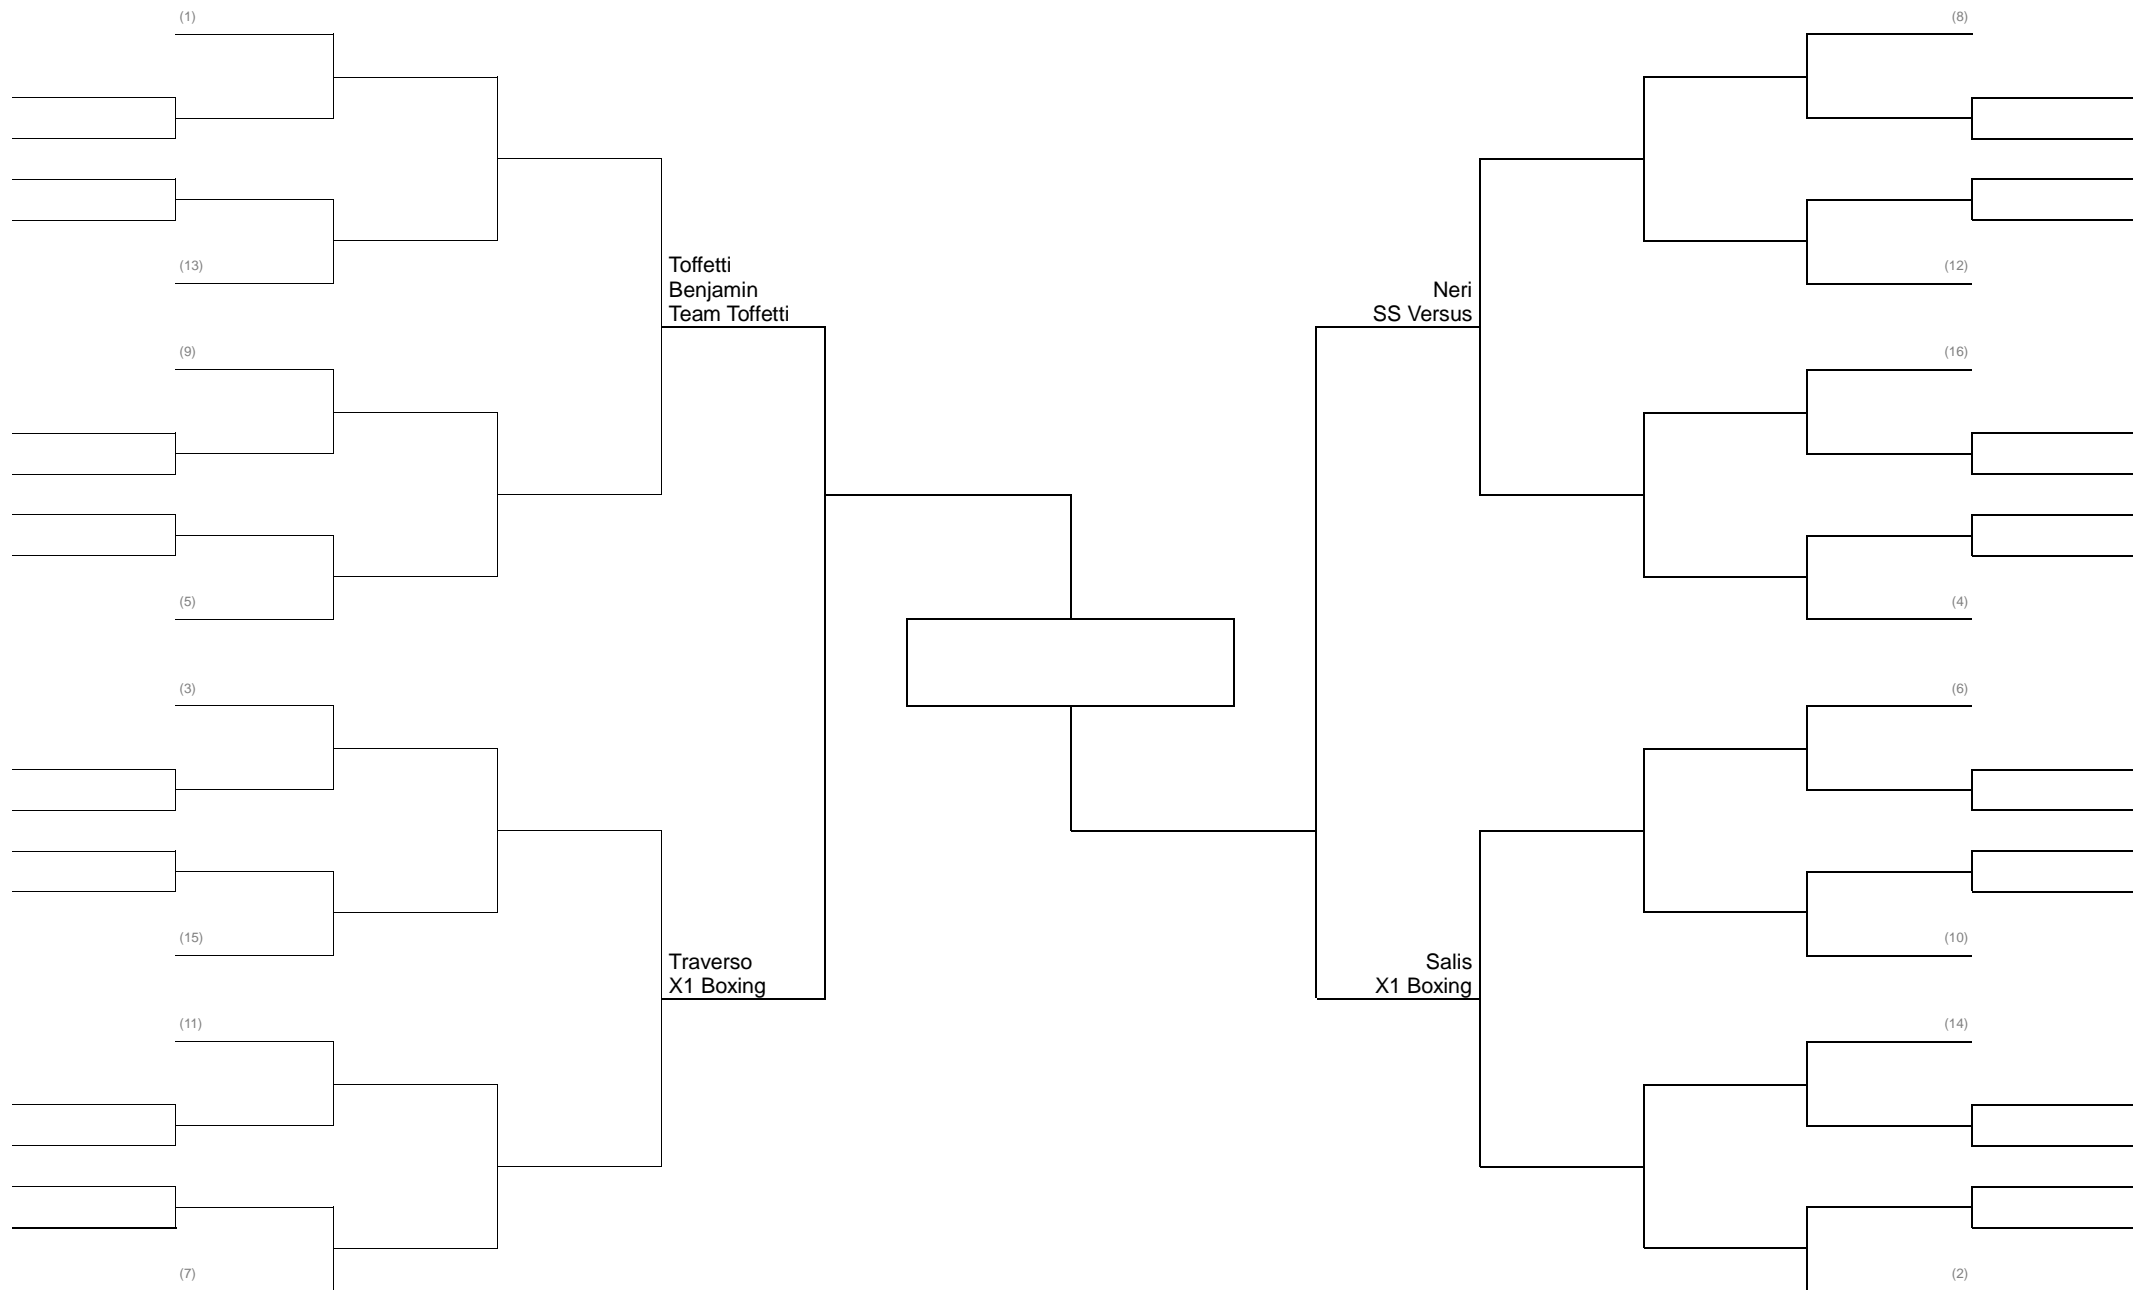 (1)
(8)
(13)
(12)
Toffetti
Benjamin
Team Toffetti
Neri
SS Versus
(9)
(16)
(5)
(4)
(3)
(6)
(15)
(10)
Traverso
X1 Boxing
Salis
X1 Boxing
(11)
(14)
(7)
(2)